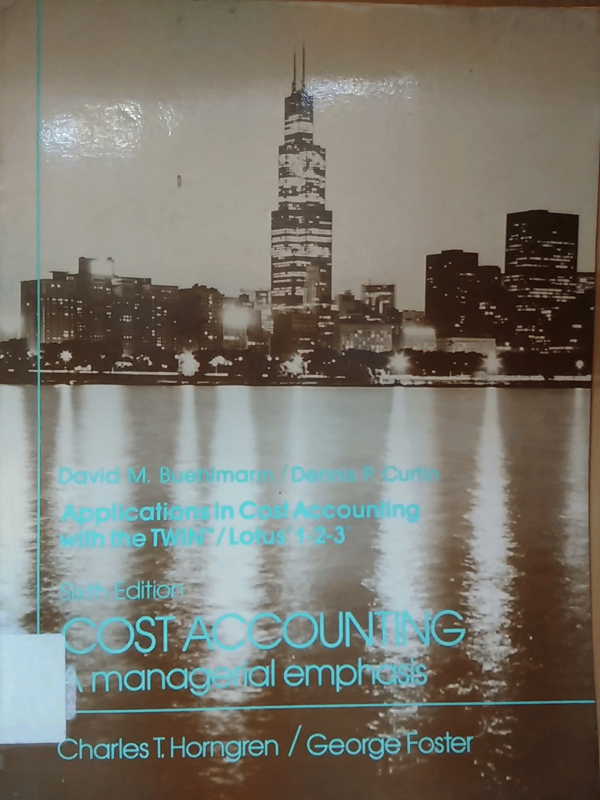 David M. Buehlmann / Dennis P. Curtin
Applications in Cost Accounting
with the TWIN™/Lotus® 1-2-3
Sixth Edition
COST ACCOUNTING
A managerial emphasis
Charles T. Horngren / George Foster